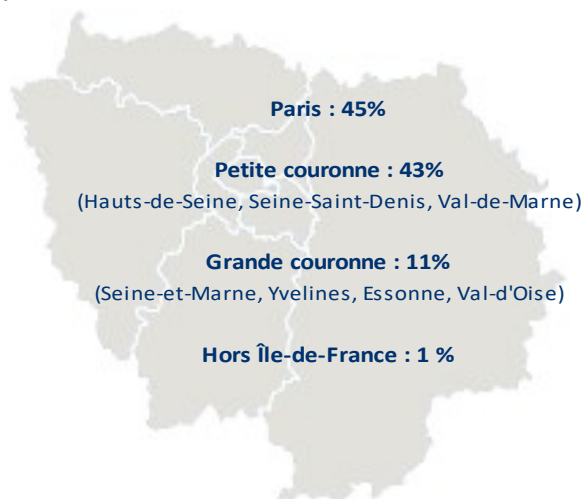 Paris : 45%
Petite couronne : 43%
(Hauts-de-Seine, Seine-Saint-Denis, Val-de-Marne)
Grande couronne : 11%
(Seine-et-Marne, Yvelines, Essonne, Val-d'Oise)
Hors Île-de-France : 1 %